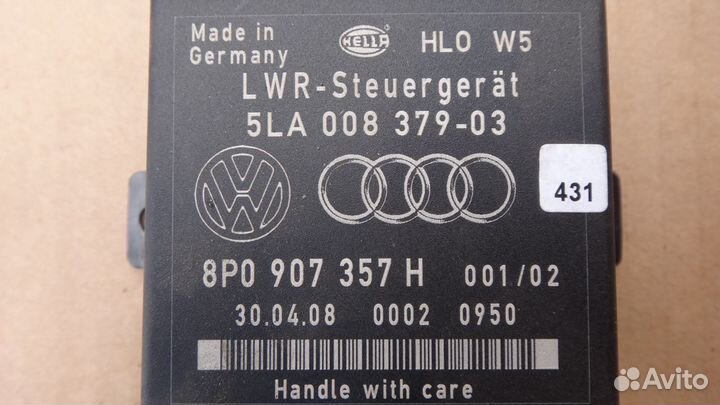 Made in
Germany
HELLA
HLO W5
LWR-Steuergerät
5LA 008 379-03
431
8P0 907 357 H 001/02
30.04.08 0002 0950
Handle with care
Avito